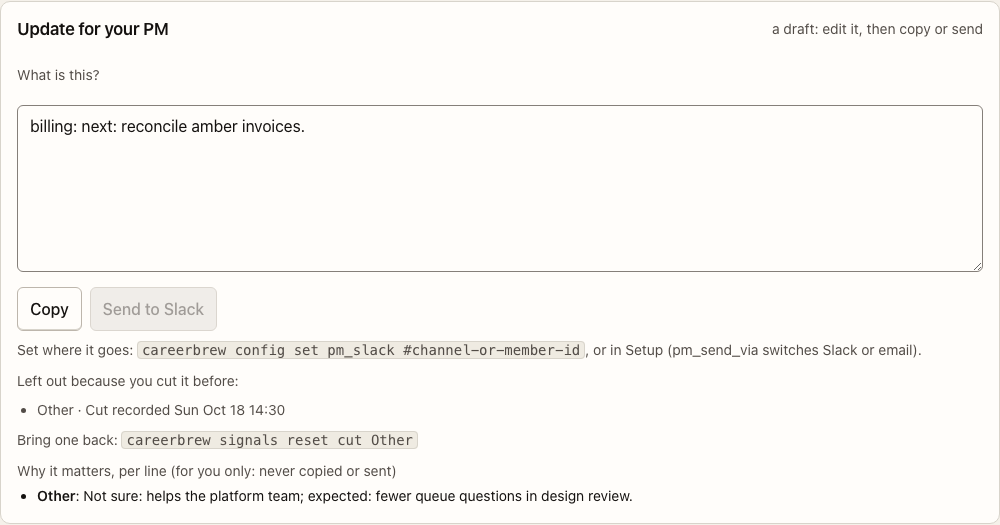 Update for your PM
a draft: edit it, then copy or send
What is this?
billing: next: reconcile amber invoices.
Copy
Send to Slack
Set where it goes: careerbrew config set pm_slack #channel-or-member-id, or in Setup (pm_send_via switches Slack or email).
Left out because you cut it before:
• Other · Cut recorded Sun Oct 18 14:30
Bring one back: careerbrew signals reset cut Other
Why it matters, per line (for you only: never copied or sent)
• Other: Not sure: helps the platform team; expected: fewer queue questions in design review.